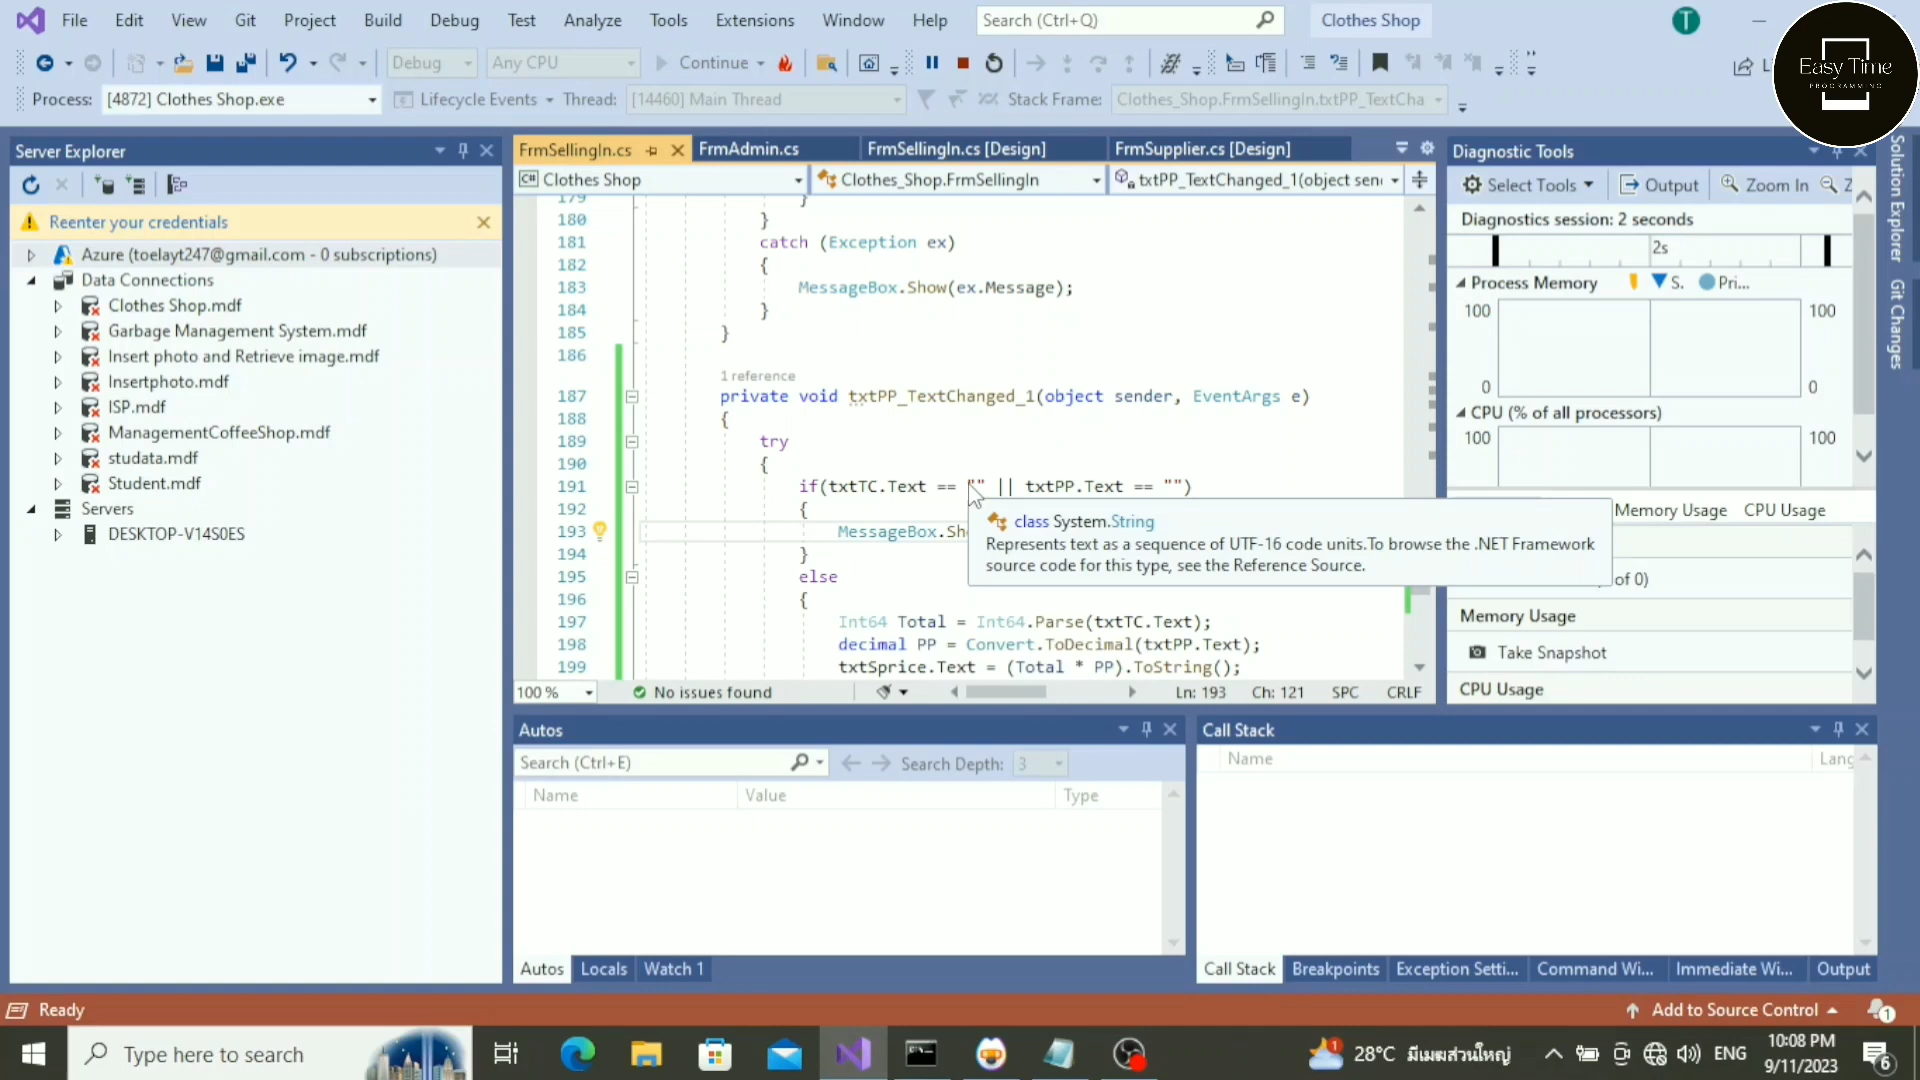 File Edit View Git Project Build Debug Test Analyze Tools Extensions Window Help Search (Ctrl+Q) Clothes Shop T
Debug Any CPU Continue
Process: [4872] Clothes Shop.exe Lifecycle Events Thread: [14460] Main Thread Stack Frame: Clothes_Shop.FrmSellingIn.txtPP_TextCha
Easy Time
PROGRAMMING
Server Explorer
Reenter your credentials
Azure (toelayt247@gmail.com - 0 subscriptions)
Data Connections
Clothes Shop.mdf
Garbage Management System.mdf
Insert photo and Retrieve image.mdf
Insertphoto.mdf
ISP.mdf
ManagementCoffeeShop.mdf
studata.mdf
Student.mdf
Servers
DESKTOP-V14S0ES
FrmSellingIn.cs FrmAdmin.cs FrmSellingIn.cs [Design] FrmSupplier.cs [Design]
C# Clothes Shop Clothes_Shop.FrmSellingIn txtPP_TextChanged_1(object sen
179 }
180 }
181 catch (Exception ex)
182 {
183 MessageBox.Show(ex.Message);
184 }
185 }
186
1 reference
187 private void txtPP_TextChanged_1(object sender, EventArgs e)
188 {
189 try
190 {
191 if(txtTC.Text == "" || txtPP.Text == "")
192 {
193 MessageBox.Sh
194 }
195 else
196 {
197 Int64 Total = Int64.Parse(txtTC.Text);
198 decimal PP = Convert.ToDecimal(txtPP.Text);
199 txtSprice.Text = (Total * PP).ToString();
class System.String
Represents text as a sequence of UTF-16 code units.To browse the .NET Framework
source code for this type, see the Reference Source.
100 % No issues found Ln: 193 Ch: 121 SPC CRLF
Diagnostic Tools
Select Tools Output Zoom In Z
Diagnostics session: 2 seconds
2s
Process Memory S. Pri...
100 100
0 0
CPU (% of all processors)
100 100
Memory Usage CPU Usage
of 0)
Memory Usage
Take Snapshot
CPU Usage
Solution Explorer
Git Changes
Autos
Search (Ctrl+E) Search Depth: 3
Name Value Type
Autos Locals Watch 1
Call Stack
Name Lang
Call Stack Breakpoints Exception Setti... Command Wi... Immediate Wi... Output
Ready Add to Source Control 1
Type here to search 1 28°C มีเมฆส่วนใหญ่ ENG 10:08 PM
9/11/2023 6